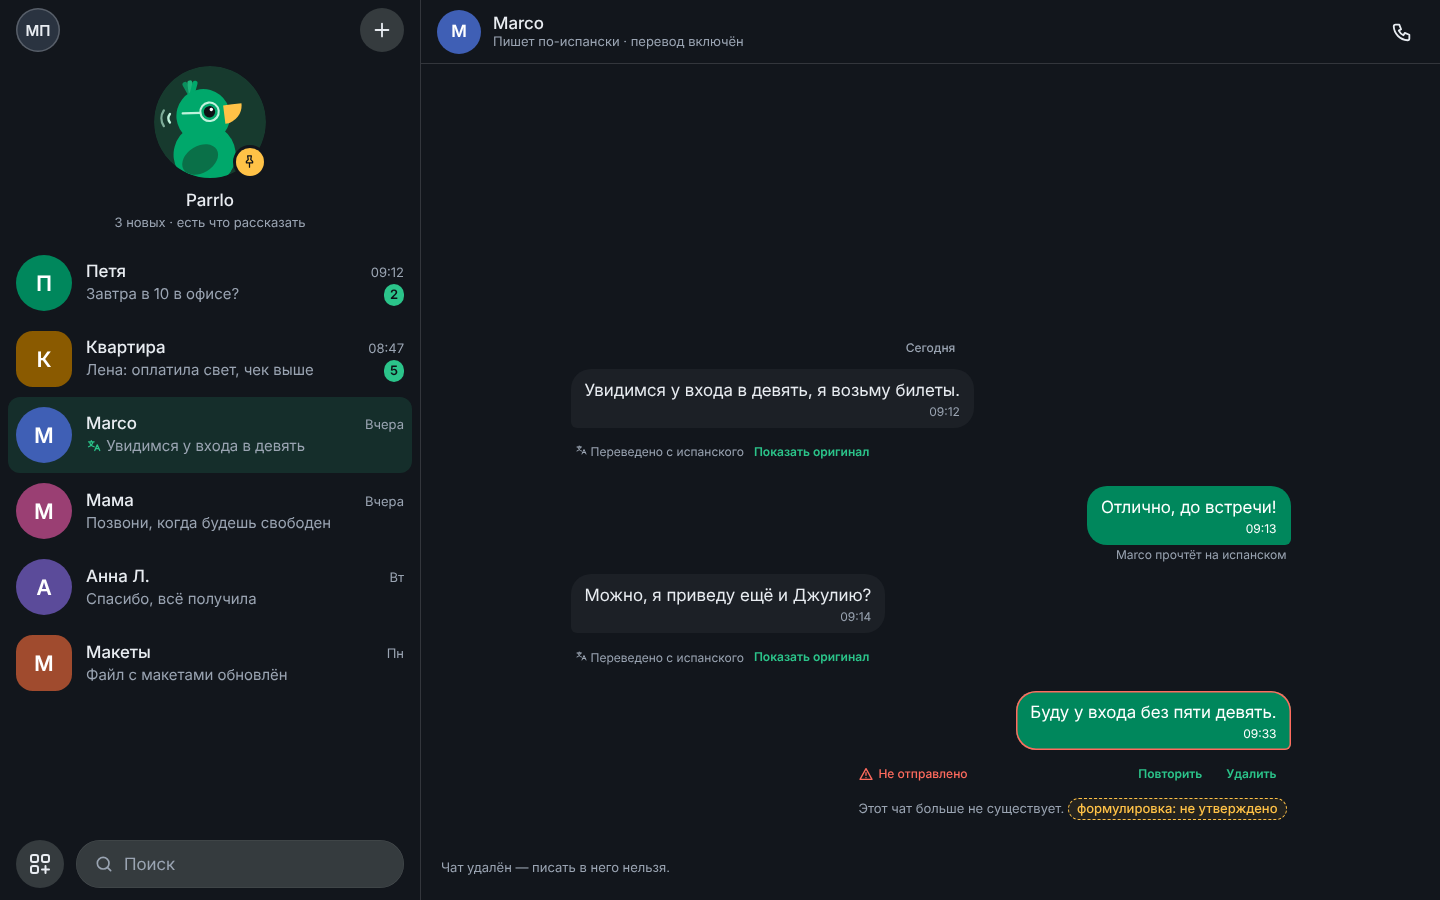 МП
Parrlo
3 новых · есть что рассказать
П
Петя
09:12
Завтра в 10 в офисе?
2
К
Квартира
08:47
Лена: оплатила свет, чек выше
5
M
Marco
Вчера
Увидимся у входа в девять
М
Мама
Вчера
Позвони, когда будешь свободен
А
Анна Л.
Вт
Спасибо, всё получила
М
Макеты
Пн
Файл с макетами обновлён
Поиск
M
Marco
Пишет по-испански · перевод включён
Сегодня
Увидимся у входа в девять, я возьму билеты.
09:12
Переведено с испанского Показать оригинал
Отлично, до встречи!
09:13
Marco прочтёт на испанском
Можно, я приведу ещё и Джулию?
09:14
Переведено с испанского Показать оригинал
Буду у входа без пяти девять.
09:33
Не отправлено Повторить Удалить
Этот чат больше не существует. формулировка: не утверждено
Чат удалён — писать в него нельзя.